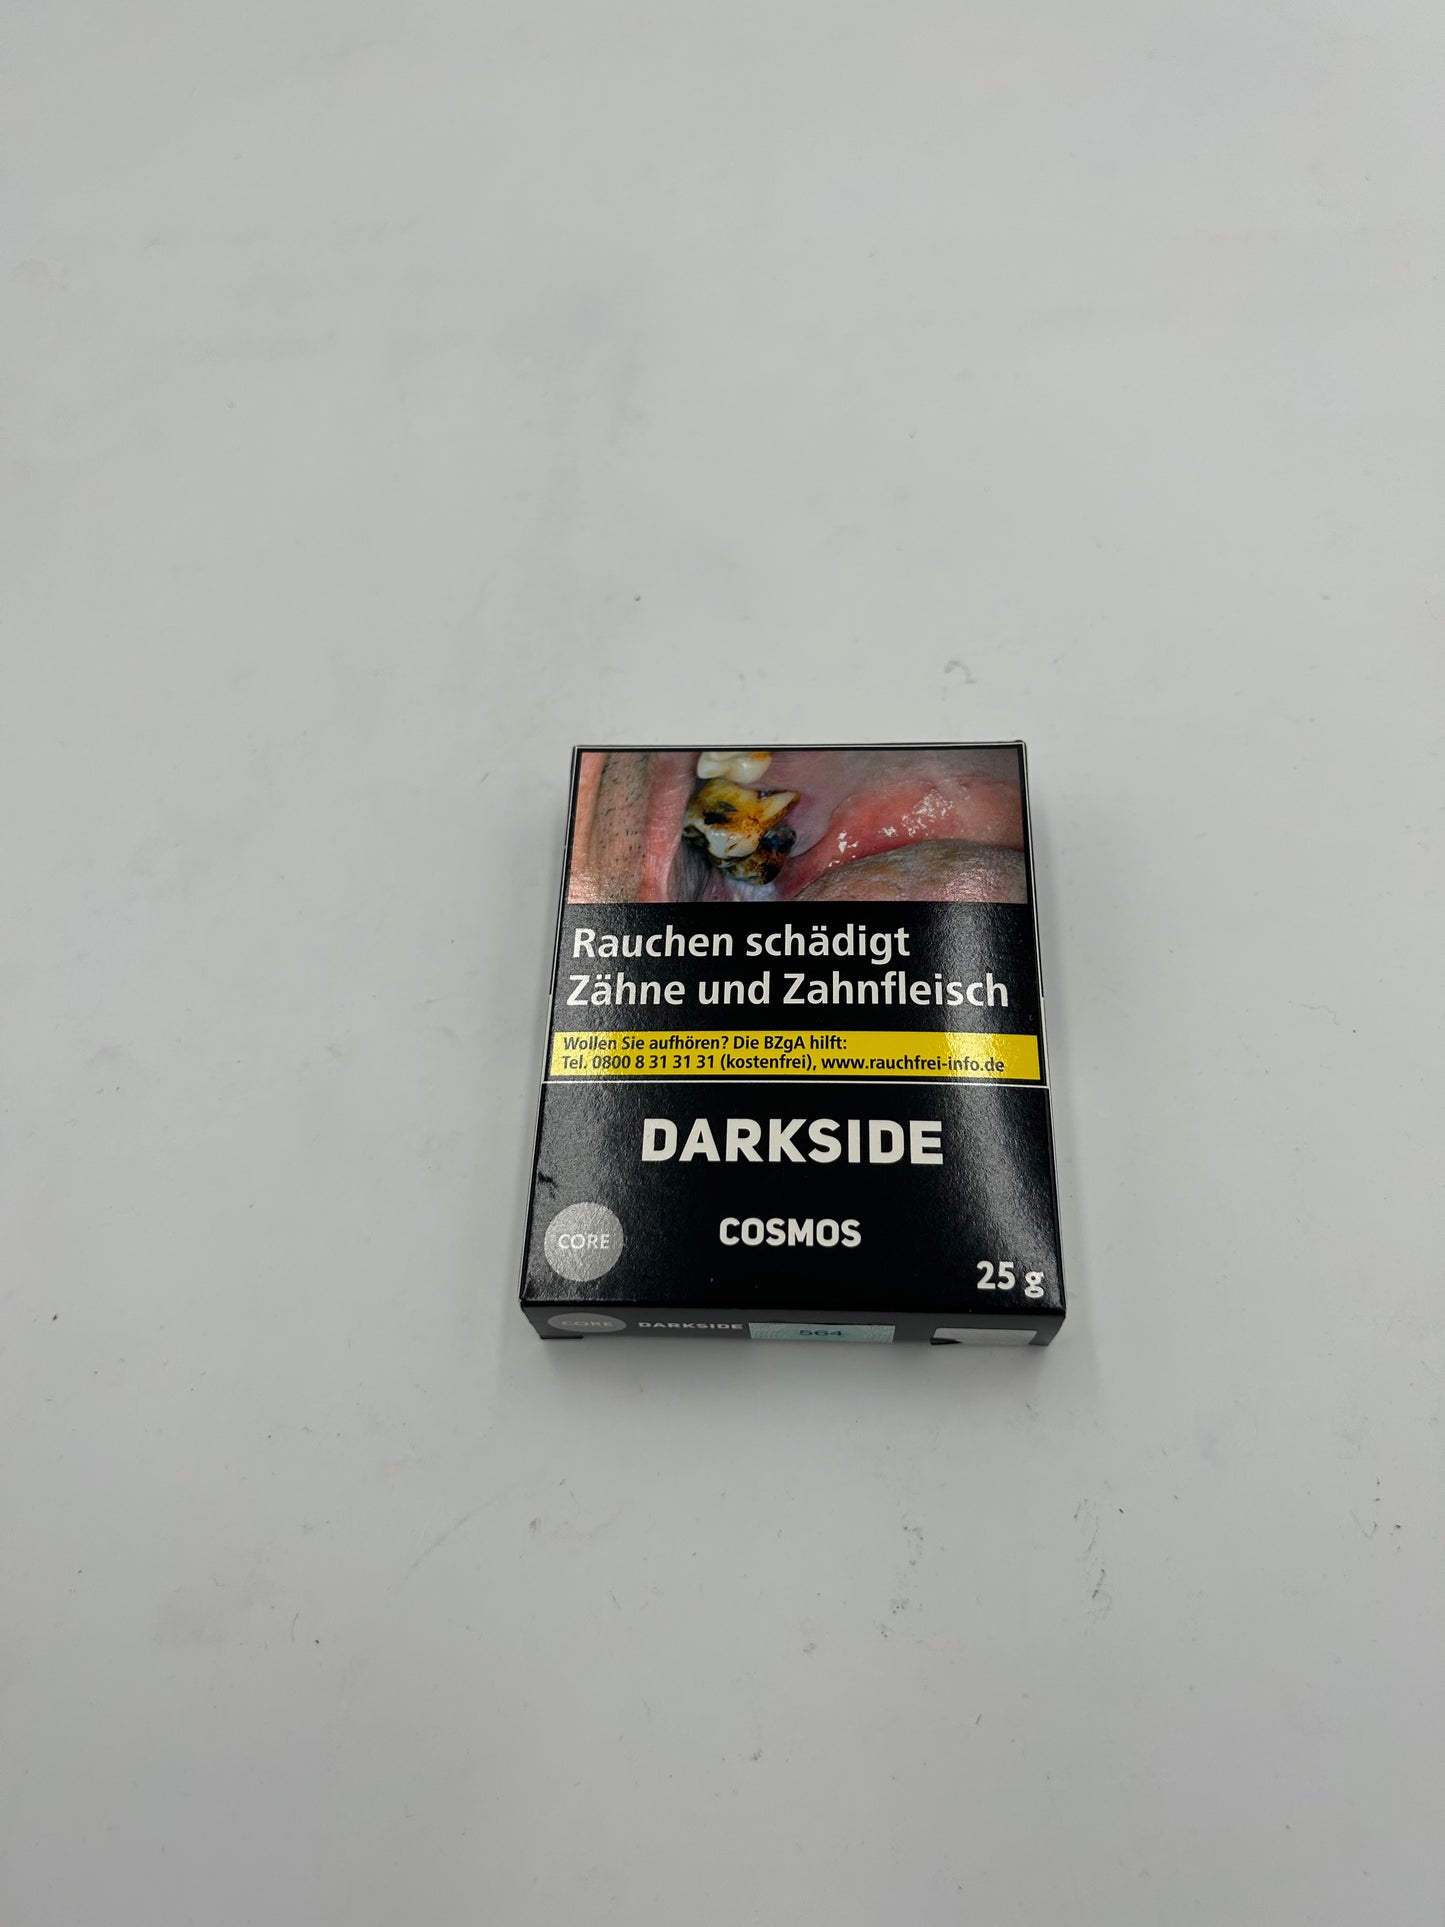 Rauchen schädigt
Zähne und Zahnfleisch
Wollen Sie aufhören? Die BZgA hilft:
Tel. 0800 8 31 31 31 (kostenfrei), www.rauchfrei-info.de
DARKSIDE
COSMOS
CORE
25 g
CORE DARKSIDE 564